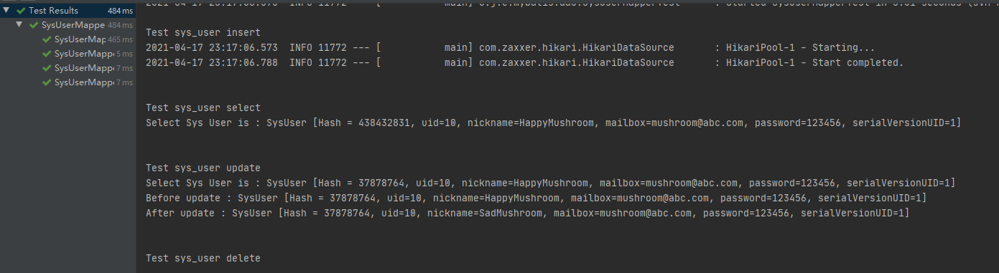 Test Results 484 ms
SysUserMappe 484 ms
SysUserMap 465 ms
SysUserMappe 5 ms
SysUserMappe 7 ms
SysUserMappe 7 ms
Test sys_user insert
2021-04-17 23:17:06.573  INFO 11772 --- [           main] com.zaxxer.hikari.HikariDataSource       : HikariPool-1 - Starting...
2021-04-17 23:17:06.788  INFO 11772 --- [           main] com.zaxxer.hikari.HikariDataSource       : HikariPool-1 - Start completed.
Test sys_user select
Select Sys User is : SysUser [Hash = 438432831, uid=10, nickname=HappyMushroom, mailbox=mushroom@abc.com, password=123456, serialVersionUID=1]
Test sys_user update
Select Sys User is : SysUser [Hash = 37878764, uid=10, nickname=HappyMushroom, mailbox=mushroom@abc.com, password=123456, serialVersionUID=1]
Before update : SysUser [Hash = 37878764, uid=10, nickname=HappyMushroom, mailbox=mushroom@abc.com, password=123456, serialVersionUID=1]
After update : SysUser [Hash = 37878764, uid=10, nickname=SadMushroom, mailbox=mushroom@abc.com, password=123456, serialVersionUID=1]
Test sys_user delete